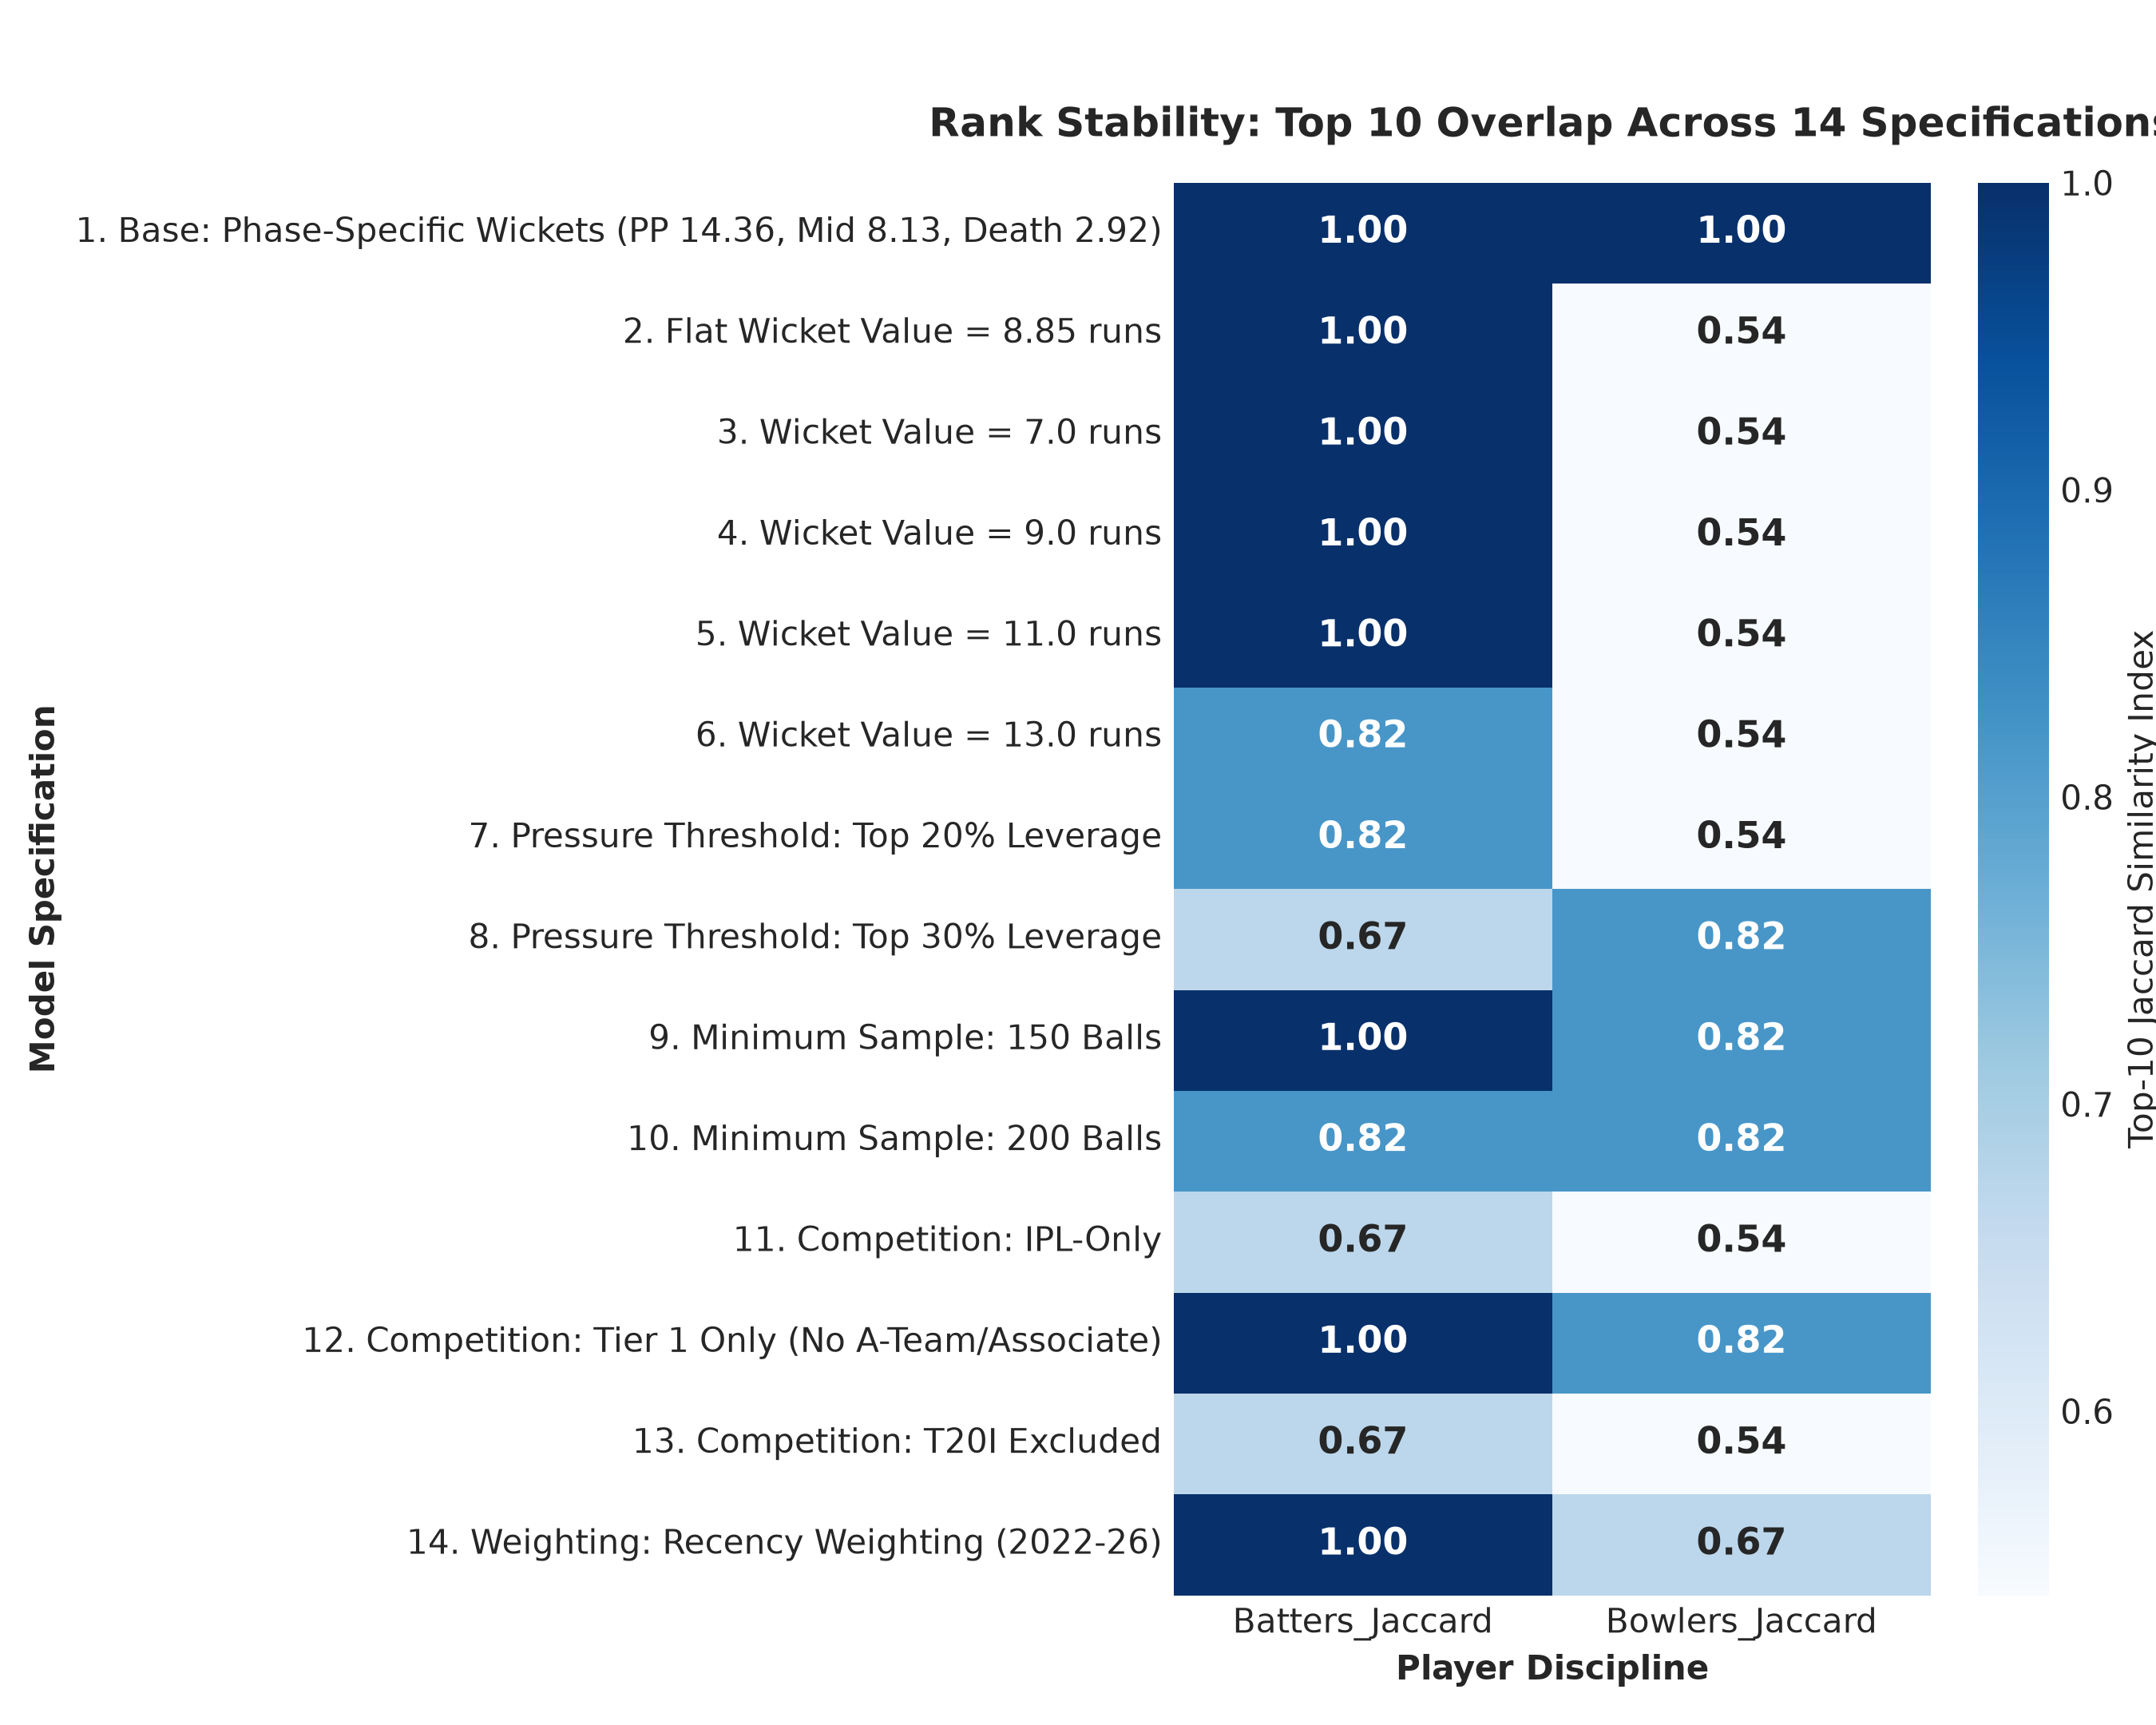 Rank Stability: Top 10 Overlap Across 14 Specifications
1. Base: Phase-Specific Wickets (PP 14.36, Mid 8.13, Death 2.92) 1.00 1.00
2. Flat Wicket Value = 8.85 runs 1.00 0.54
3. Wicket Value = 7.0 runs 1.00 0.54
4. Wicket Value = 9.0 runs 1.00 0.54
5. Wicket Value = 11.0 runs 1.00 0.54
6. Wicket Value = 13.0 runs 0.82 0.54
7. Pressure Threshold: Top 20% Leverage 0.82 0.54
8. Pressure Threshold: Top 30% Leverage 0.67 0.82
9. Minimum Sample: 150 Balls 1.00 0.82
10. Minimum Sample: 200 Balls 0.82 0.82
11. Competition: IPL-Only 0.67 0.54
12. Competition: Tier 1 Only (No A-Team/Associate) 1.00 0.82
13. Competition: T20I Excluded 0.67 0.54
14. Weighting: Recency Weighting (2022-26) 1.00 0.67
Batters_Jaccard Bowlers_Jaccard
Player Discipline
Model Specification
1.0
0.9
0.8
0.7
0.6
Top-10 Jaccard Similarity Index